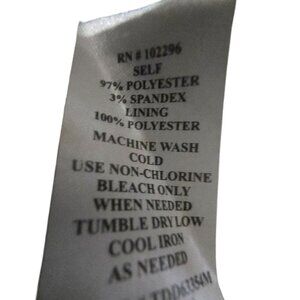 RN # 102296
SELF
97% POLYESTER
3% SPANDEX
LINING
100% POLYESTER
MACHINE WASH
COLD
USE NON-CHLORINE
BLEACH ONLY
WHEN NEEDED
TUMBLE DRY LOW
COOL IRON
AS NEEDED